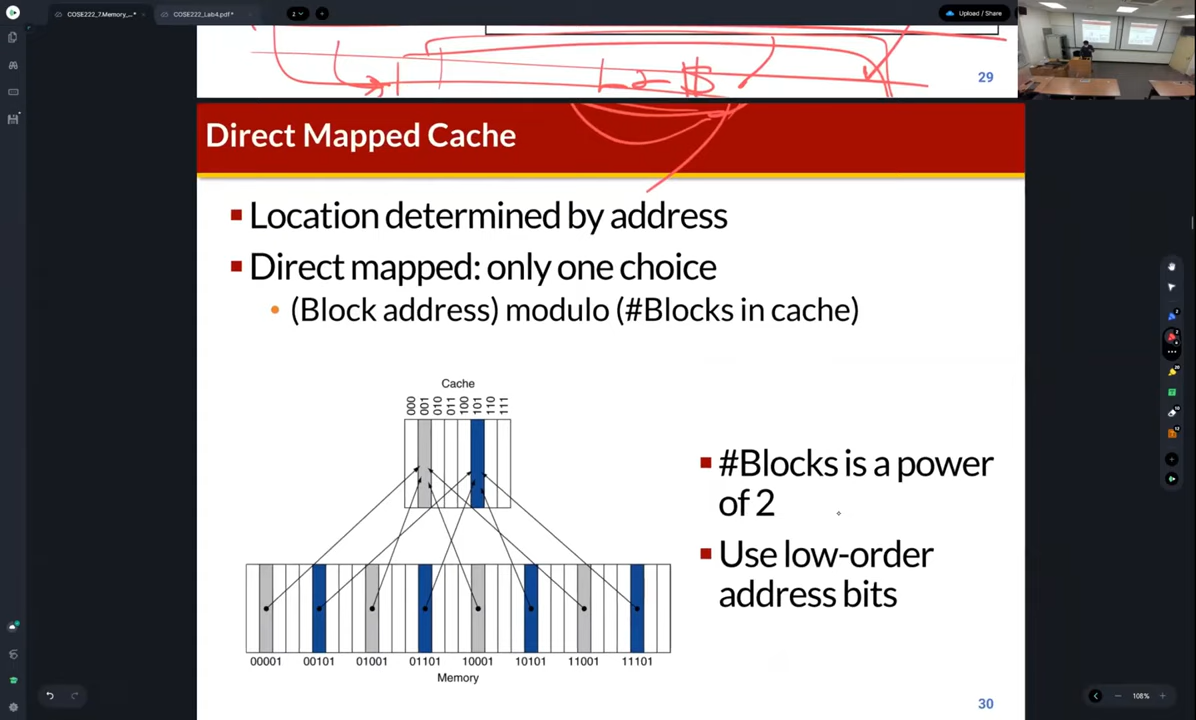 COSE222_7.Memory_...*
COSE222_Lab4.pdf*
2
Upload / Share
L2-$
29
Direct Mapped Cache
▪ Location determined by address
▪ Direct mapped: only one choice
• (Block address) modulo (#Blocks in cache)
Cache
000 001 010 011 100 101 110 111
▪ #Blocks is a power
of 2
▪ Use low-order
address bits
00001 00101 01001 01101 10001 10101 11001 11101
Memory
30
108%